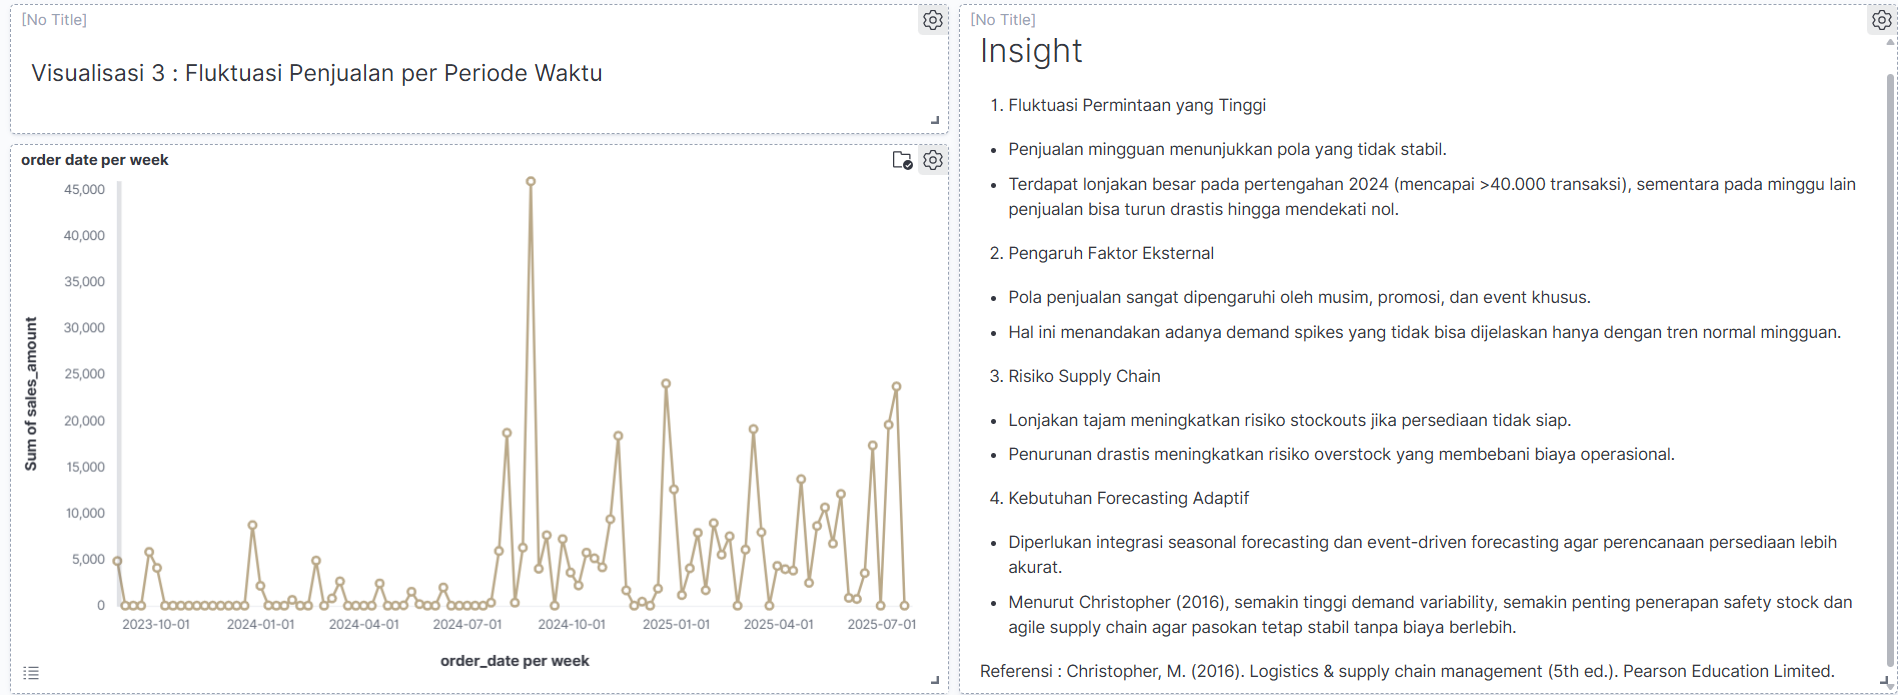 [No Title]
Visualisasi 3 : Fluktuasi Penjualan per Periode Waktu
order date per week
45,000
40,000
35,000
30,000
25,000
20,000
15,000
10,000
5,000
0
Sum of sales_amount
2023-10-01
2024-01-01
2024-04-01
2024-07-01
2024-10-01
2025-01-01
2025-04-01
2025-07-01
order_date per week
[No Title]
Insight
1. Fluktuasi Permintaan yang Tinggi
• Penjualan mingguan menunjukkan pola yang tidak stabil.
• Terdapat lonjakan besar pada pertengahan 2024 (mencapai >40.000 transaksi), sementara pada minggu lain
penjualan bisa turun drastis hingga mendekati nol.
2. Pengaruh Faktor Eksternal
• Pola penjualan sangat dipengaruhi oleh musim, promosi, dan event khusus.
• Hal ini menandakan adanya demand spikes yang tidak bisa dijelaskan hanya dengan tren normal mingguan.
3. Risiko Supply Chain
• Lonjakan tajam meningkatkan risiko stockouts jika persediaan tidak siap.
• Penurunan drastis meningkatkan risiko overstock yang membebani biaya operasional.
4. Kebutuhan Forecasting Adaptif
• Diperlukan integrasi seasonal forecasting dan event-driven forecasting agar perencanaan persediaan lebih
akurat.
• Menurut Christopher (2016), semakin tinggi demand variability, semakin penting penerapan safety stock dan
agile supply chain agar pasokan tetap stabil tanpa biaya berlebih.
Referensi : Christopher, M. (2016). Logistics & supply chain management (5th ed.). Pearson Education Limited.